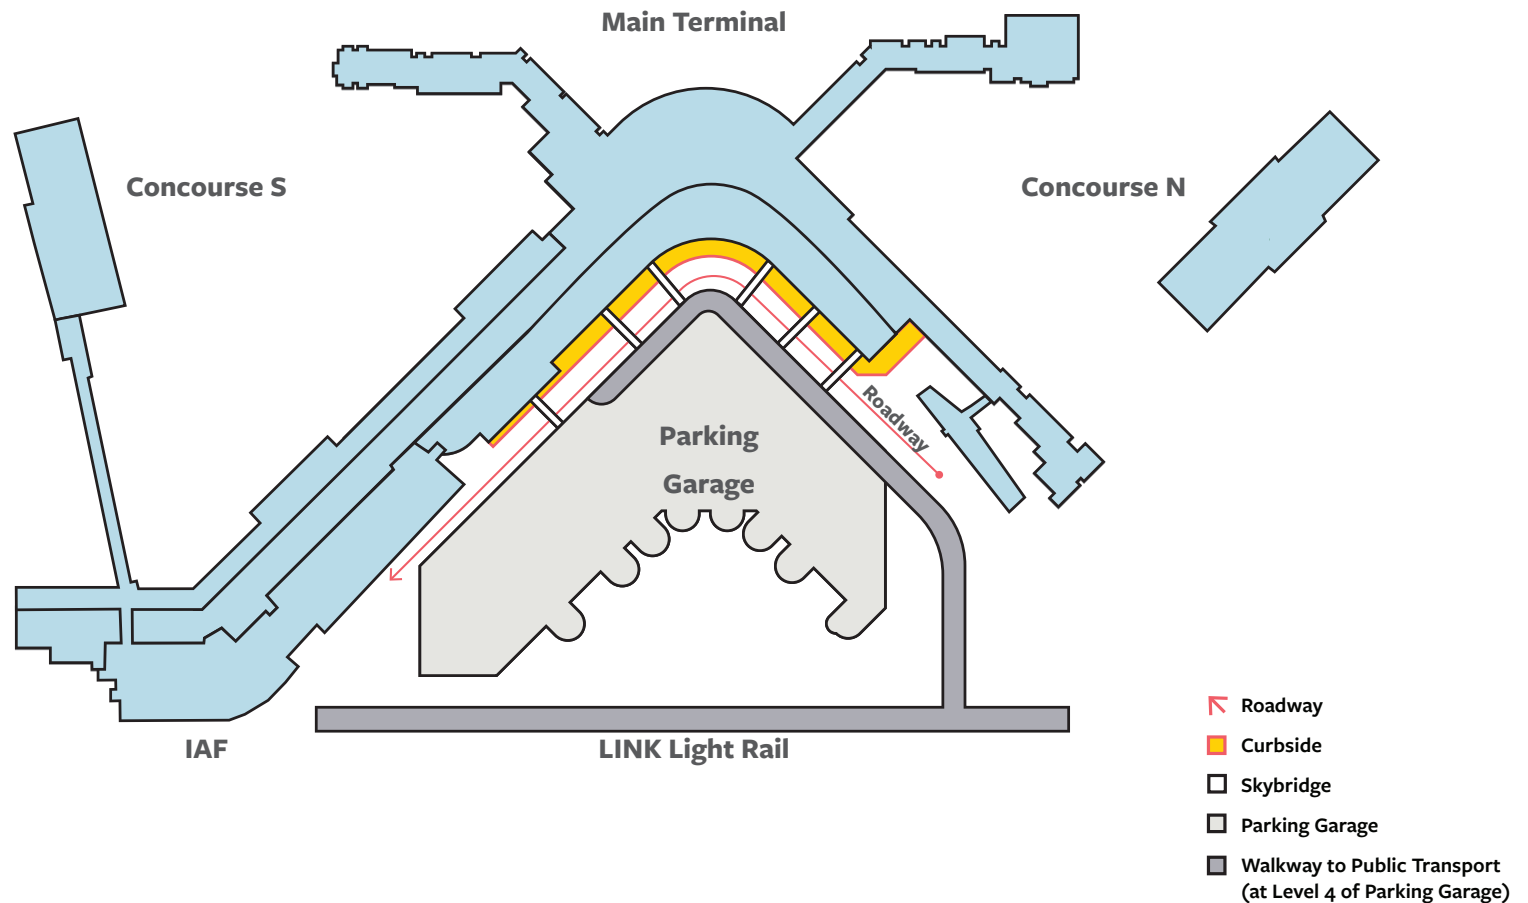 Main Terminal
Concourse S
Concourse N
Roadway
Parking
Garage
IAF
LINK Light Rail
Roadway
Curbside
Skybridge
Parking Garage
Walkway to Public Transport
(at Level 4 of Parking Garage)